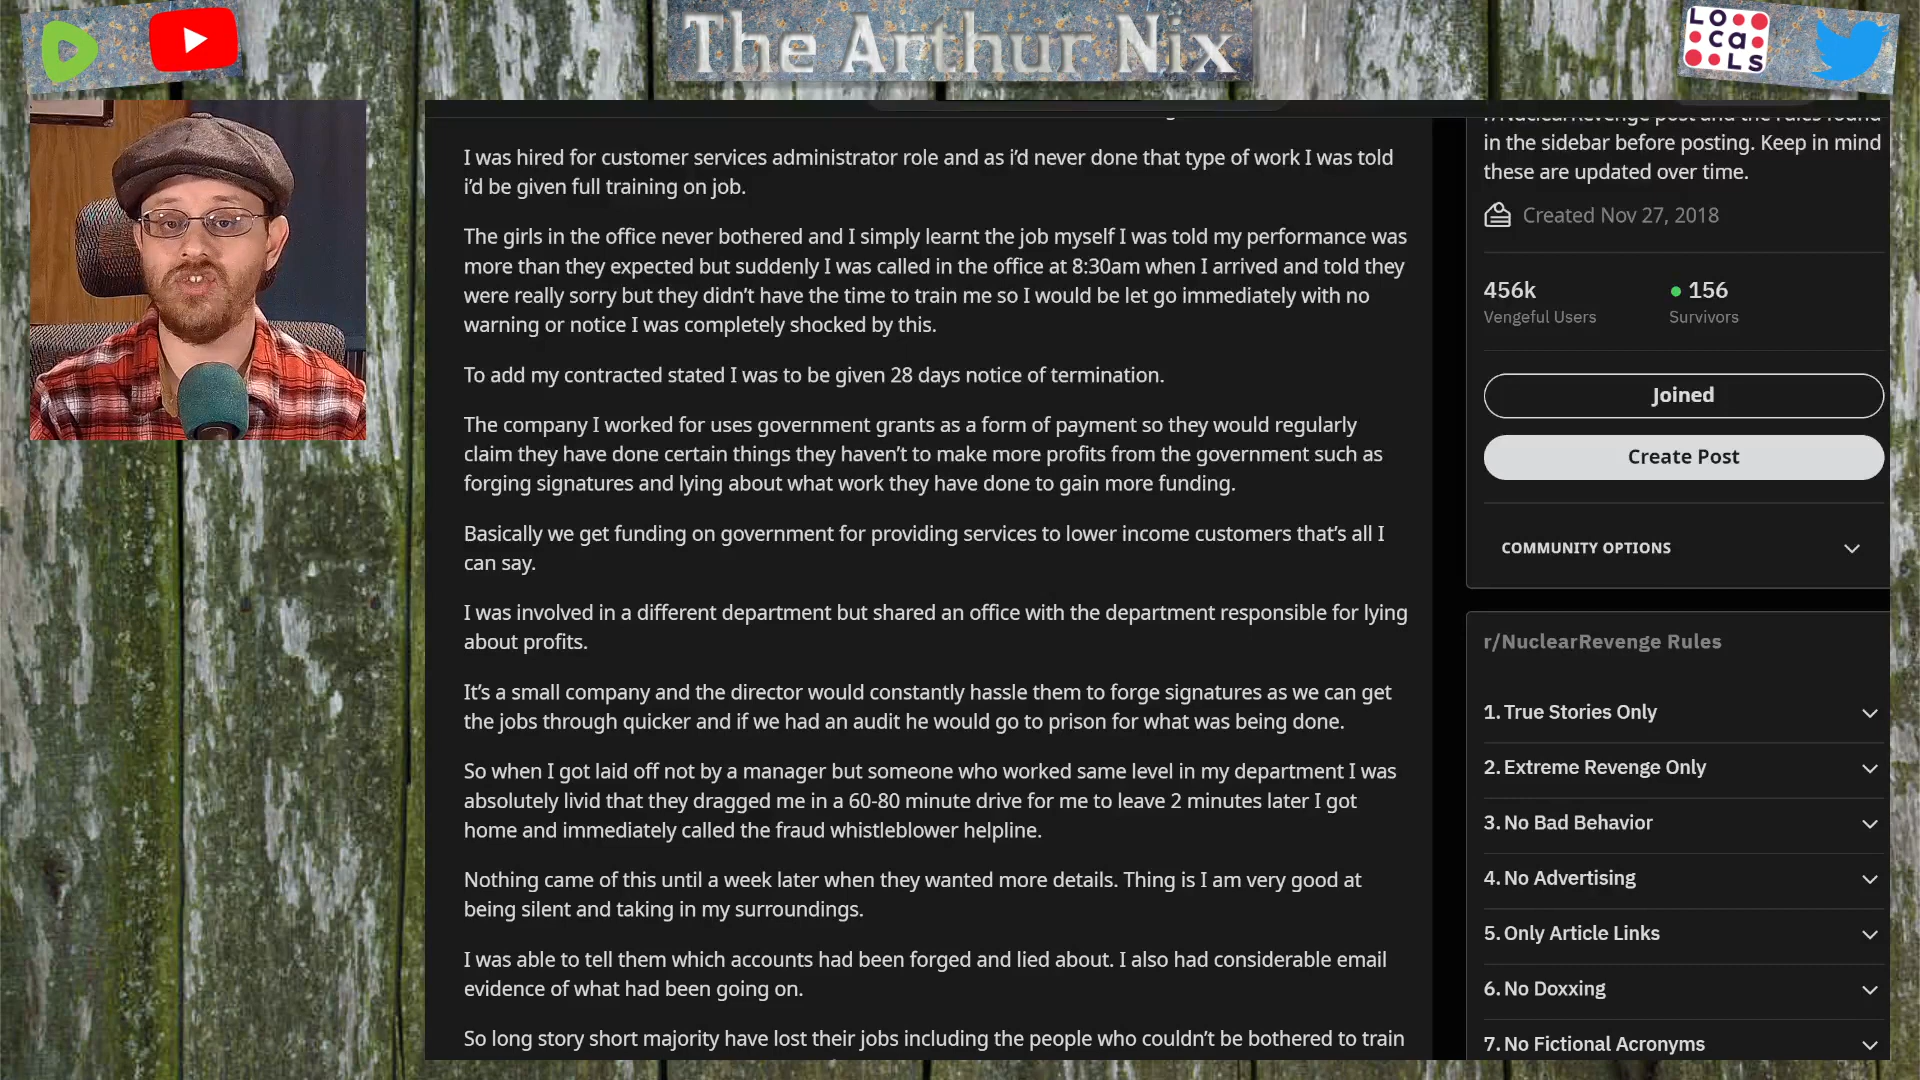 The Arthur Nix
LO
ca
LS
I was hired for customer services administrator role and as i’d never done that type of work I was told
i’d be given full training on job.
The girls in the office never bothered and I simply learnt the job myself I was told my performance was
more than they expected but suddenly I was called in the office at 8:30am when I arrived and told they
were really sorry but they didn’t have the time to train me so I would be let go immediately with no
warning or notice I was completely shocked by this.
To add my contracted stated I was to be given 28 days notice of termination.
The company I worked for uses government grants as a form of payment so they would regularly
claim they have done certain things they haven’t to make more profits from the government such as
forging signatures and lying about what work they have done to gain more funding.
Basically we get funding on government for providing services to lower income customers that’s all I
can say.
I was involved in a different department but shared an office with the department responsible for lying
about profits.
It’s a small company and the director would constantly hassle them to forge signatures as we can get
the jobs through quicker and if we had an audit he would go to prison for what was being done.
So when I got laid off not by a manager but someone who worked same level in my department I was
absolutely livid that they dragged me in a 60-80 minute drive for me to leave 2 minutes later I got
home and immediately called the fraud whistleblower helpline.
Nothing came of this until a week later when they wanted more details. Thing is I am very good at
being silent and taking in my surroundings.
I was able to tell them which accounts had been forged and lied about. I also had considerable email
evidence of what had been going on.
So long story short majority have lost their jobs including the people who couldn’t be bothered to train
r/NuclearRevenge post and the rules found
in the sidebar before posting. Keep in mind
these are updated over time.
Created Nov 27, 2018
456k
156
Vengeful Users
Survivors
Joined
Create Post
COMMUNITY OPTIONS
r/NuclearRevenge Rules
1. True Stories Only
2. Extreme Revenge Only
3. No Bad Behavior
4. No Advertising
5. Only Article Links
6. No Doxxing
7. No Fictional Acronyms